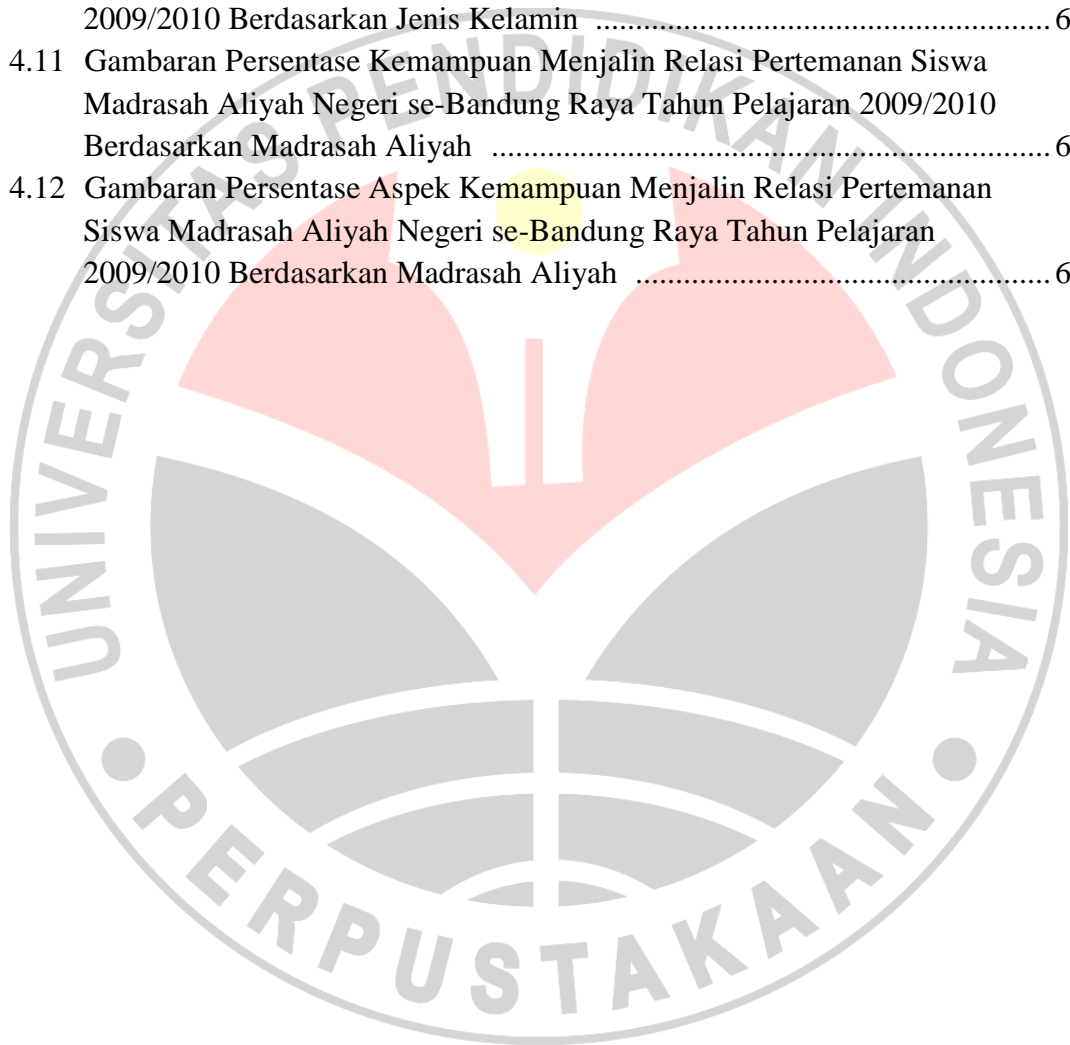 2009/2010 Berdasarkan Jenis Kelamin ......................................................... 6
4.11 Gambaran Persentase Kemampuan Menjalin Relasi Pertemanan Siswa
Madrasah Aliyah Negeri se-Bandung Raya Tahun Pelajaran 2009/2010
Berdasarkan Madrasah Aliyah ...................................................................... 6
4.12 Gambaran Persentase Aspek Kemampuan Menjalin Relasi Pertemanan
Siswa Madrasah Aliyah Negeri se-Bandung Raya Tahun Pelajaran
2009/2010 Berdasarkan Madrasah Aliyah .................................................... 6
UNIVERSITAS PENDIDIKAN INDONESIA
PERPUSTAKAAN